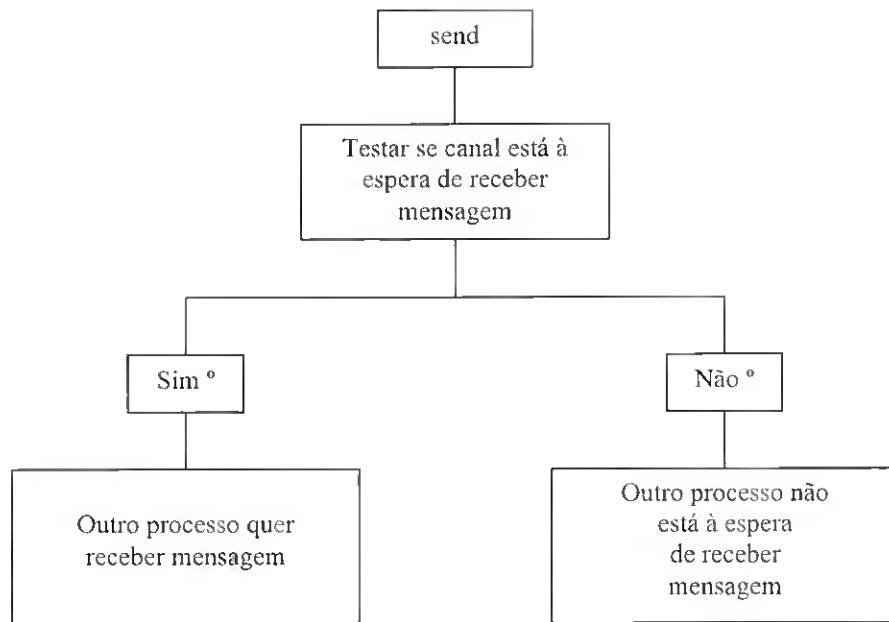 send
Testar se canal está à
espera de receber
mensagem
Sim º
Não º
Outro processo quer
receber mensagem
Outro processo não
está à espera
de receber
mensagem